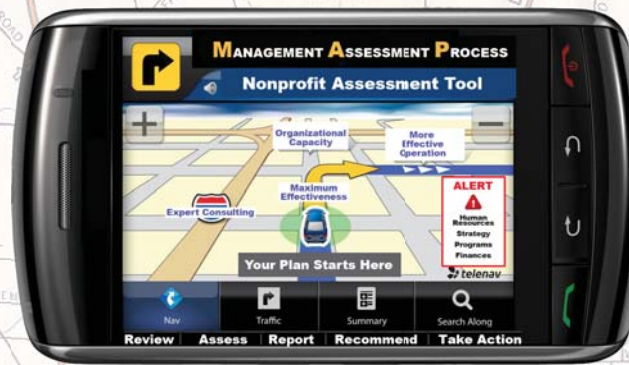 MANAGEMENT ASSESSMENT PROCESS
Nonprofit Assessment Tool
Organizational
Capacity
More
Effective
Operation
Maximum
Effectiveness
Expert Consulting
ALERT
Human
Resources
Strategy
Programs
Finances
Your Plan Starts Here
telenav
Nav
Traffic
Summary
Search Along
Review Assess Report Recommend Take Action